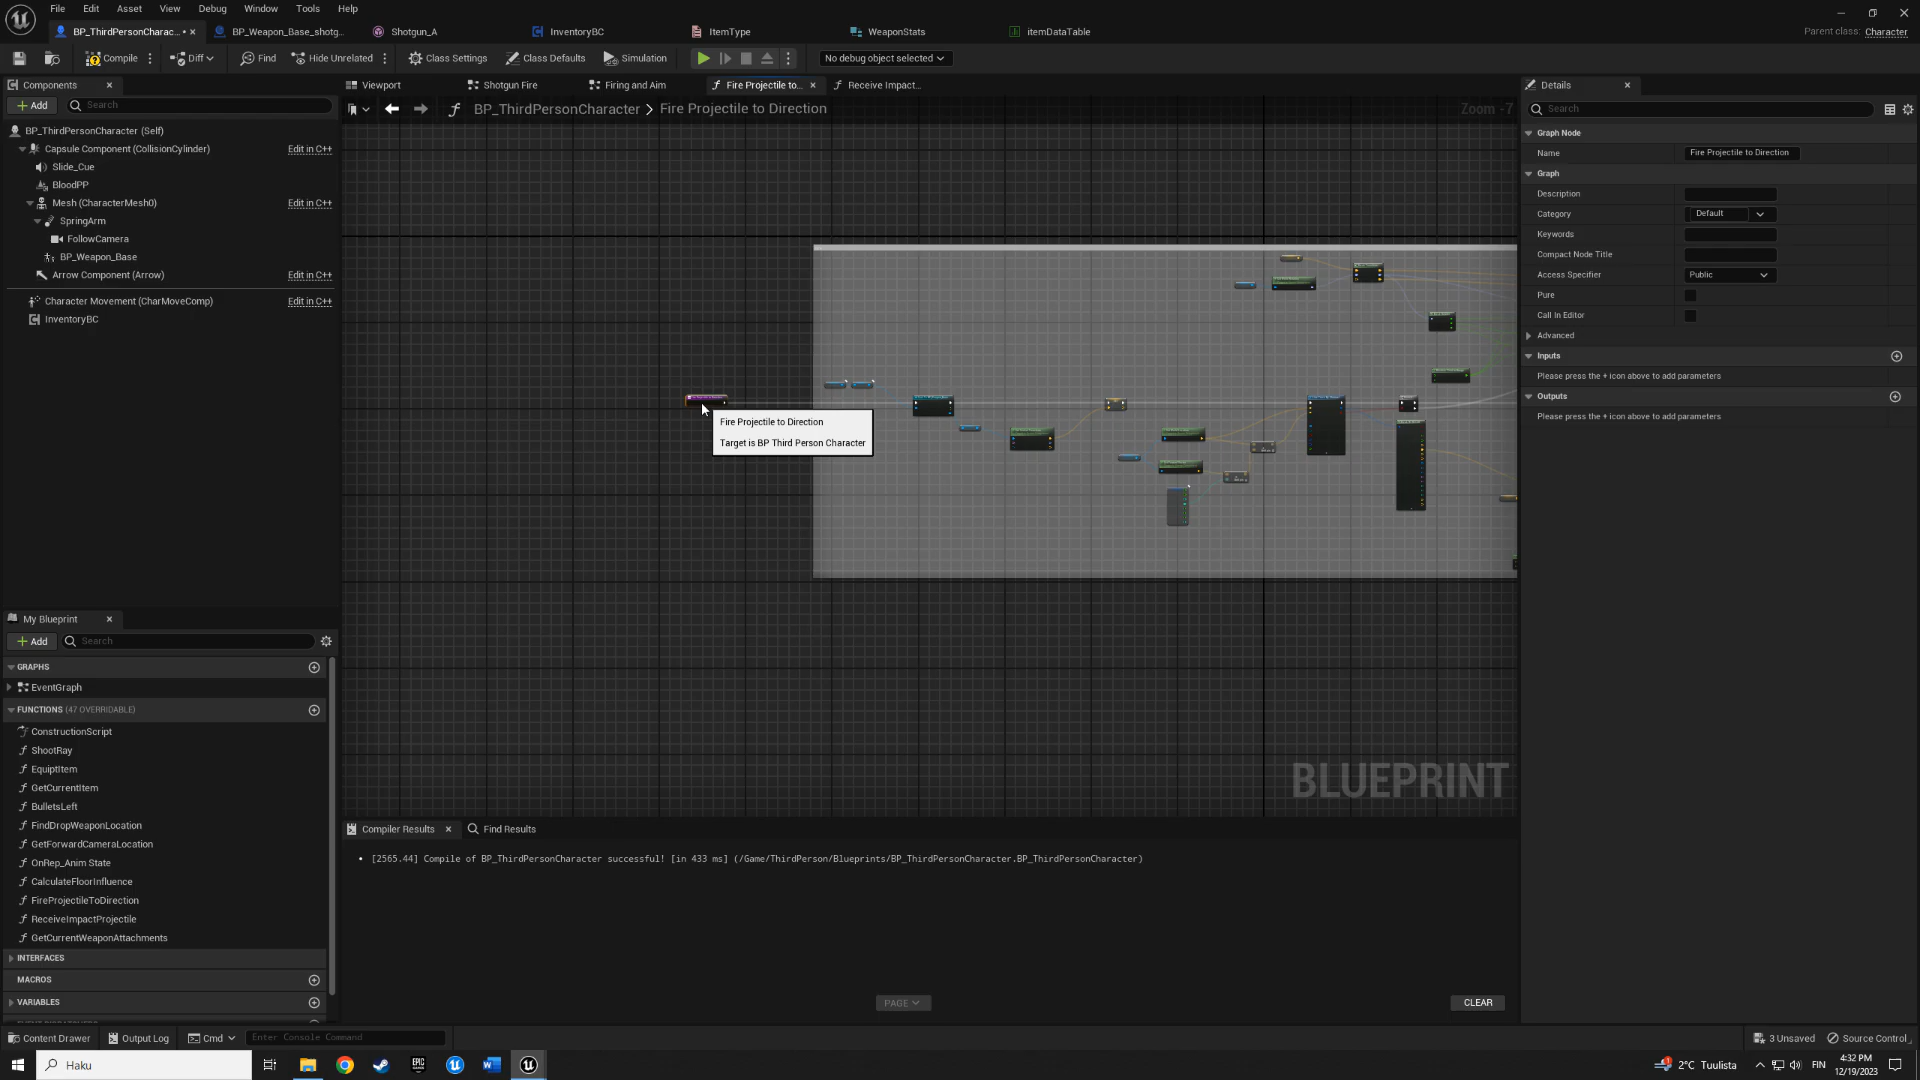 File Edit Asset View Debug Window Tools Help
BP_ThirdPersonCharac... • BP_Weapon_Base_shotg... Shotgun_A InventoryBC ItemType WeaponStats itemDataTable Parent class: Character
Compile Diff Find Hide Unrelated Class Settings Class Defaults Simulation No debug object selected
Components Viewport Shotgun Fire Firing and Aim Fire Projectile to... Receive Impact... Details
Add Search BP_ThirdPersonCharacter > Fire Projectile to Direction Zoom -7 Search
BP_ThirdPersonCharacter (Self)
Capsule Component (CollisionCylinder) Edit in C++
Slide_Cue
BloodPP
Mesh (CharacterMesh0) Edit in C++
SpringArm
FollowCamera
BP_Weapon_Base
Arrow Component (Arrow) Edit in C++
Character Movement (CharMoveComp) Edit in C++
InventoryBC
Graph Node
Name Fire Projectile to Direction
Graph
Description
Category Default
Keywords
Compact Node Title
Access Specifier Public
Pure
Call In Editor
Advanced
Inputs
Please press the + icon above to add parameters
Outputs
Please press the + icon above to add parameters
Fire Projectile to Direction
Target is BP Third Person Character
BLUEPRINT
My Blueprint
Add Search
GRAPHS
EventGraph
FUNCTIONS (47 OVERRIDABLE)
ConstructionScript
ShootRay
EquiptItem
GetCurrentItem
BulletsLeft
FindDropWeaponLocation
GetForwardCameraLocation
OnRep_Anim State
CalculateFloorInfluence
FireProjectileToDirection
ReceiveImpactProjectile
GetCurrentWeaponAttachments
INTERFACES
MACROS
VARIABLES
Compiler Results Find Results
• [2565.44] Compile of BP_ThirdPersonCharacter successful! [in 433 ms] (/Game/ThirdPerson/Blueprints/BP_ThirdPersonCharacter.BP_ThirdPersonCharacter)
PAGE CLEAR
Content Drawer Output Log Cmd Enter Console Command 3 Unsaved Source Control
Haku EPIC GAMES W 2°C Tuulista FIN 4:32 PM
12/19/2023